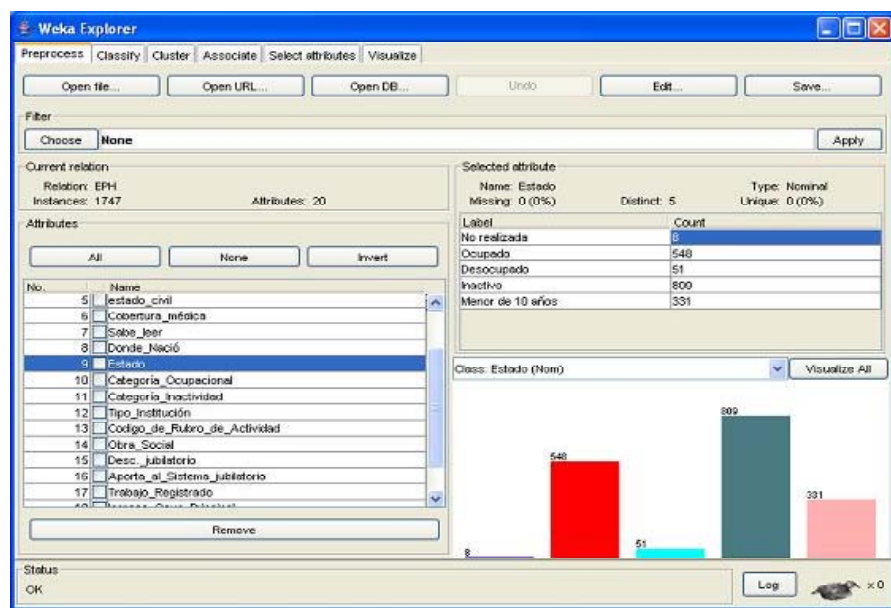 Weka Explorer
Preprocess Classify Cluster Associate Select attributes Visualize
Open file... Open URL... Open DB... Undo Edit... Save...
Filter
Choose None Apply
Current relation
Relation: EPH
Instances: 1747 Attributes: 20
Attributes
All None Invert
No. Name
5 estado_civil
6 Cobertura_médica
7 Sabe_leer
8 Donde_Nació
9 Estado
10 Categoria_Ocupacional
11 Categoria_Inactividad
12 Tipo_Institución
13 Codigo_de_Rubro_de_Actividad
14 Obra_Social
15 Desc._jubilatorio
16 Aporta_al_Sistema_jubilatorio
17 Trabajo_Registrado
Remove
Selected attribute
Name: Estado Type: Nominal
Missing: 0 (0%) Distinct: 5 Unique: 0 (0%)
Label Count
No realizada 8
Ocupado 548
Desocupado 51
Inactivo 809
Menor de 10 años 331
Class: Estado (Nom) Visualize All
8
548
51
809
331
Status
OK
Log x 0